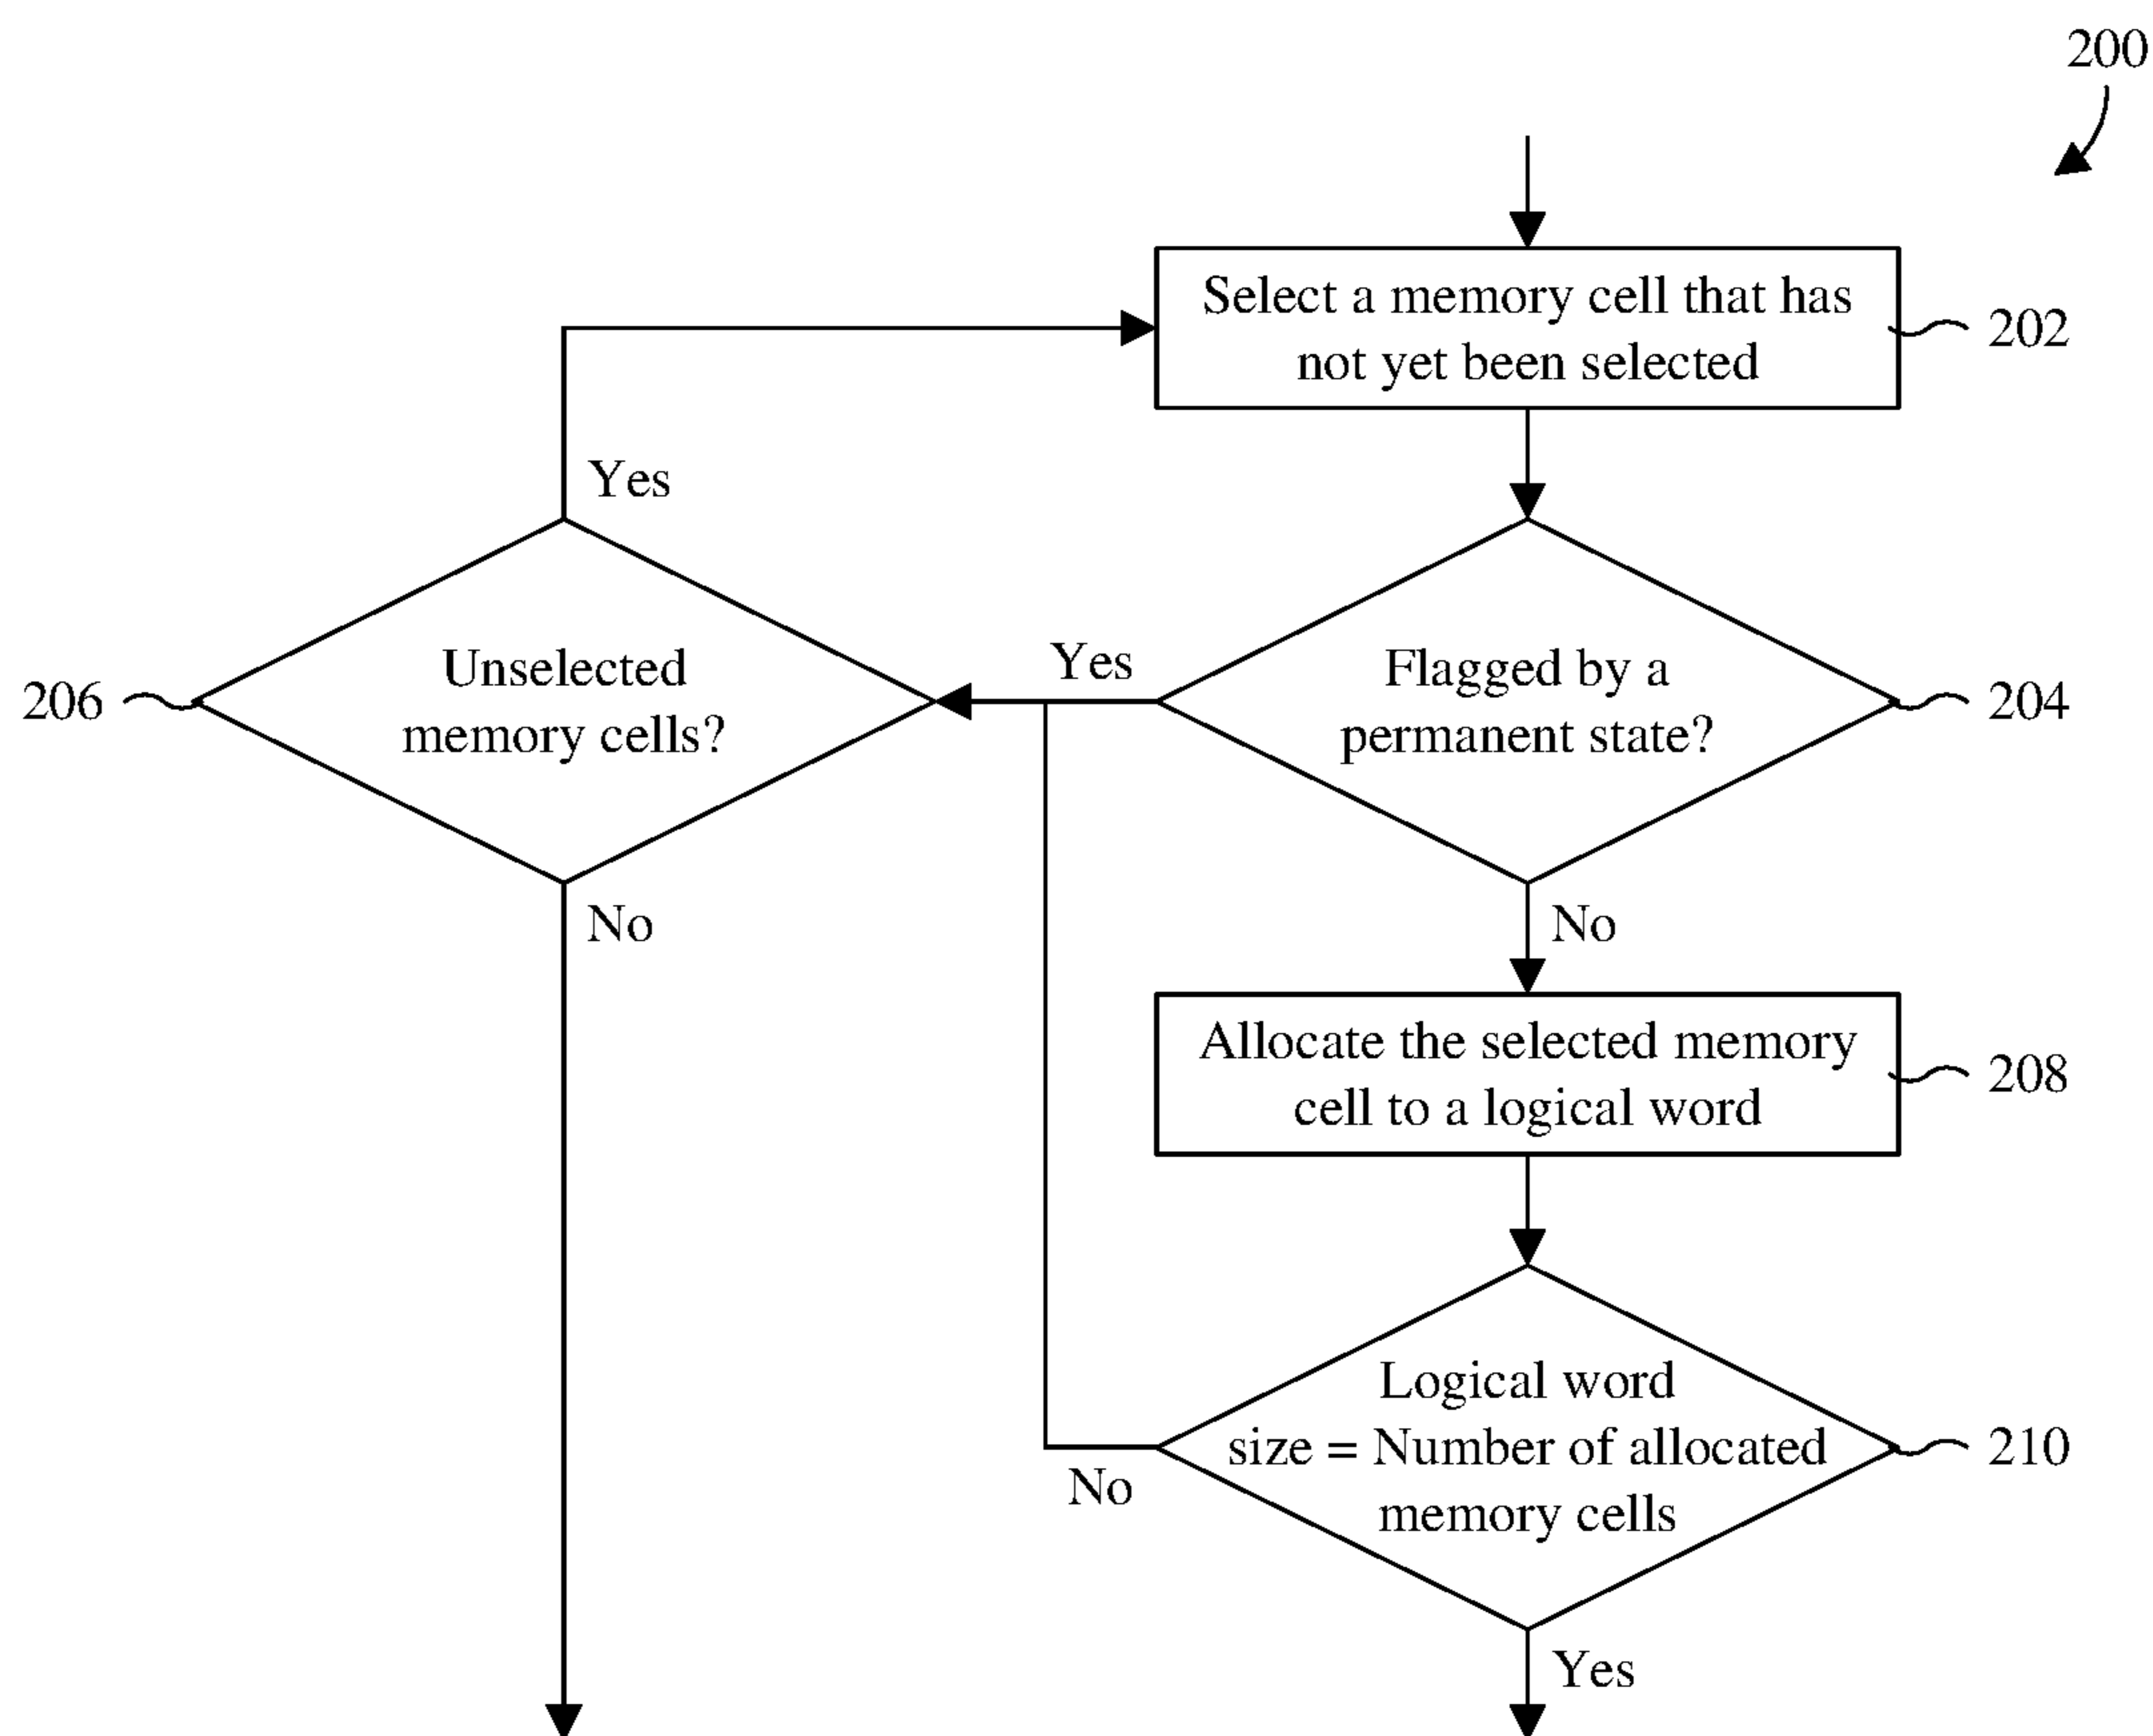 200
Select a memory cell that has
not yet been selected
202
Yes
Unselected
memory cells?
206
Yes
Flagged by a
permanent state?
204
No
No
Allocate the selected memory
cell to a logical word
208
Logical word
size = Number of allocated
memory cells
210
No
Yes